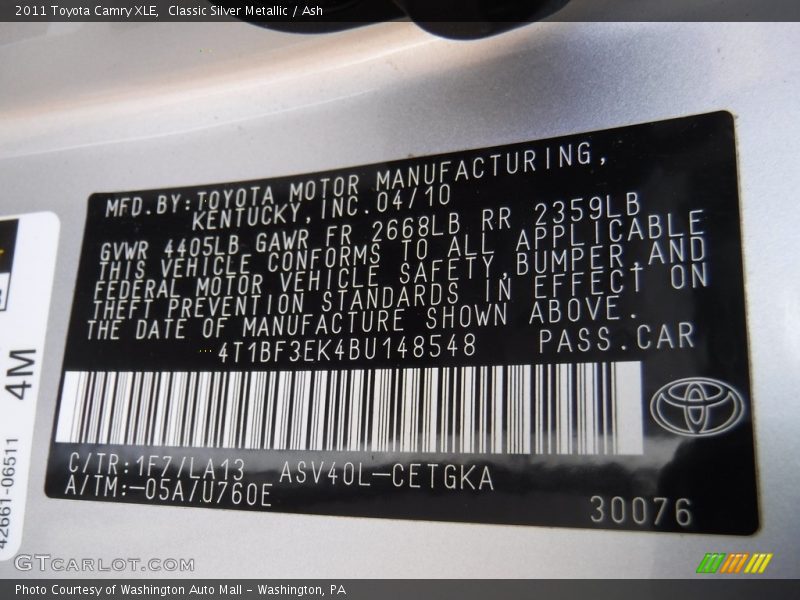 2011 Toyota Camry XLE,  Classic Silver Metallic / Ash
MFD.BY:TOYOTA MOTOR MANUFACTURING,
KENTUCKY,INC.04/10
GVWR 4405LB GAWR FR 2668LB RR 2359LB
THIS VEHICLE CONFORMS TO ALL APPLICABLE
FEDERAL MOTOR VEHICLE SAFETY,BUMPER,AND
THEFT PREVENTION STANDARDS IN EFFECT ON
THE DATE OF MANUFACTURE SHOWN ABOVE.
4T1BF3EK4BU148548 PASS.CAR
C/TR:1F7/LA13 ASV40L-CETGKA
A/TM:-05A/U760E
30076
4M
42661-06511
GTCARLOT.COM
Photo Courtesy of Washington Auto Mall - Washington, PA